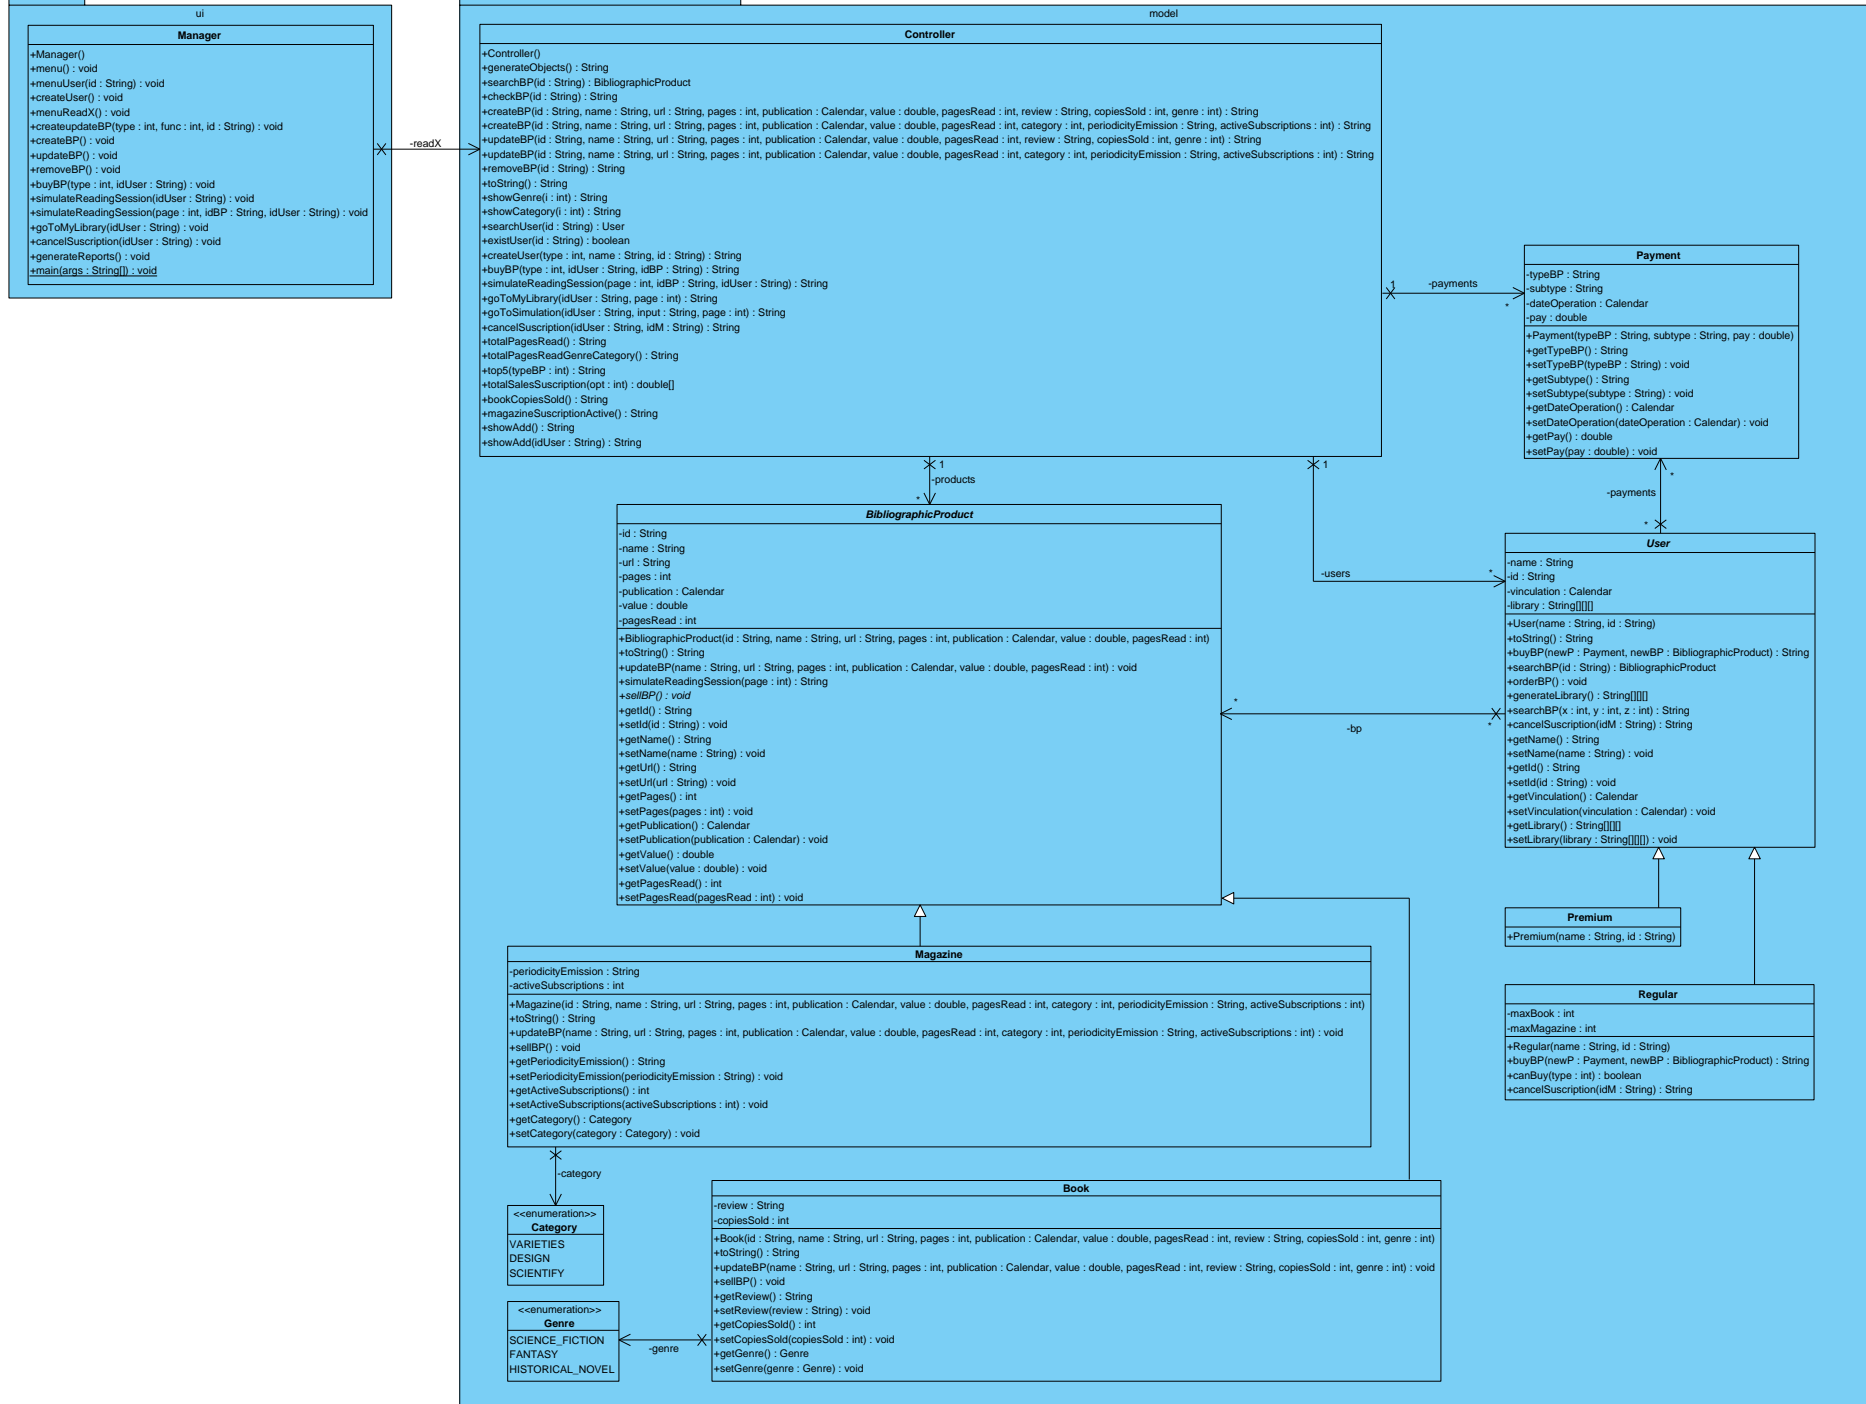 ui
Manager
+Manager()
+menu() : void
+menuUser(id : String) : void
+createUser() : void
+menuReadX() : void
+createupdateBP(type : int, func : int, id : String) : void
+createBP() : void
+updateBP() : void
+removeBP() : void
+buyBP(type : int, idUser : String) : void
+simulateReadingSession(idUser : String) : void
+simulateReadingSession(page : int, idBP : String, idUser : String) : void
+goToMyLibrary(idUser : String) : void
+cancelSuscription(idUser : String) : void
+generateReports() : void
+main(args : String[]) : void
-readX
model
Controller
+Controller()
+generateObjects() : String
+searchBP(id : String) : BibliographicProduct
+checkBP(id : String) : String
+createBP(id : String, name : String, url : String, pages : int, publication : Calendar, value : double, pagesRead : int, review : String, copiesSold : int, genre : int) : String
+createBP(id : String, name : String, url : String, pages : int, publication : Calendar, value : double, pagesRead : int, category : int, periodicityEmission : String, activeSubscriptions : int) : String
+updateBP(id : String, name : String, url : String, pages : int, publication : Calendar, value : double, pagesRead : int, review : String, copiesSold : int, genre : int) : String
+updateBP(id : String, name : String, url : String, pages : int, publication : Calendar, value : double, pagesRead : int, category : int, periodicityEmission : String, activeSubscriptions : int) : String
+removeBP(id : String) : String
+toString() : String
+showGenre(i : int) : String
+showCategory(i : int) : String
+searchUser(id : String) : User
+existUser(id : String) : boolean
+createUser(type : int, name : String, id : String) : String
+buyBP(type : int, idUser : String, idBP : String) : String
+simulateReadingSession(page : int, idBP : String, idUser : String) : String
+goToMyLibrary(idUser : String, page : int) : String
+goToSimulation(idUser : String, input : String, page : int) : String
+cancelSuscription(idUser : String, idM : String) : String
+totalPagesRead() : String
+totalPagesReadGenreCategory() : String
+top5(typeBP : int) : String
+totalSalesSuscription(opt : int) : double[]
+bookCopiesSold() : String
+magazineSuscriptionActive() : String
+showAdd() : String
+showAdd(idUser : String) : String
1
-payments
*
Payment
-typeBP : String
-subtype : String
-dateOperation : Calendar
-pay : double
+Payment(typeBP : String, subtype : String, pay : double)
+getTypeBP() : String
+setTypeBP(typeBP : String) : void
+getSubtype() : String
+setSubtype(subtype : String) : void
+getDateOperation() : Calendar
+setDateOperation(dateOperation : Calendar) : void
+getPay() : double
+setPay(pay : double) : void
1
-products
*
1
-users
*
*
-payments
*
BibliographicProduct
-id : String
-name : String
-url : String
-pages : int
-publication : Calendar
-value : double
-pagesRead : int
+BibliographicProduct(id : String, name : String, url : String, pages : int, publication : Calendar, value : double, pagesRead : int)
+toString() : String
+updateBP(name : String, url : String, pages : int, publication : Calendar, value : double, pagesRead : int) : void
+simulateReadingSession(page : int) : String
+sellBP() : void
+getId() : String
+setId(id : String) : void
+getName() : String
+setName(name : String) : void
+getUrl() : String
+setUrl(url : String) : void
+getPages() : int
+setPages(pages : int) : void
+getPublication() : Calendar
+setPublication(publication : Calendar) : void
+getValue() : double
+setValue(value : double) : void
+getPagesRead() : int
+setPagesRead(pagesRead : int) : void
*
-bp
*
User
-name : String
-id : String
-vinculation : Calendar
-library : String[][][]
+User(name : String, id : String)
+toString() : String
+buyBP(newP : Payment, newBP : BibliographicProduct) : String
+searchBP(id : String) : BibliographicProduct
+orderBP() : void
+generateLibrary() : String[][][]
+searchBP(x : int, y : int, z : int) : String
+cancelSuscription(idM : String) : String
+getName() : String
+setName(name : String) : void
+getId() : String
+setId(id : String) : void
+getVinculation() : Calendar
+setVinculation(vinculation : Calendar) : void
+getLibrary() : String[][][]
+setLibrary(library : String[][][]) : void
Premium
+Premium(name : String, id : String)
Regular
-maxBook : int
-maxMagazine : int
+Regular(name : String, id : String)
+buyBP(newP : Payment, newBP : BibliographicProduct) : String
+canBuy(type : int) : boolean
+cancelSuscription(idM : String) : String
Magazine
-periodicityEmission : String
-activeSubscriptions : int
+Magazine(id : String, name : String, url : String, pages : int, publication : Calendar, value : double, pagesRead : int, category : int, periodicityEmission : String, activeSubscriptions : int)
+toString() : String
+updateBP(name : String, url : String, pages : int, publication : Calendar, value : double, pagesRead : int, category : int, periodicityEmission : String, activeSubscriptions : int) : void
+sellBP() : void
+getPeriodicityEmission() : String
+setPeriodicityEmission(periodicityEmission : String) : void
+getActiveSubscriptions() : int
+setActiveSubscriptions(activeSubscriptions : int) : void
+getCategory() : Category
+setCategory(category : Category) : void
-category
<<enumeration>>
Category
VARIETIES
DESIGN
SCIENTIFY
<<enumeration>>
Genre
SCIENCE_FICTION
FANTASY
HISTORICAL_NOVEL
-genre
Book
-review : String
-copiesSold : int
+Book(id : String, name : String, url : String, pages : int, publication : Calendar, value : double, pagesRead : int, review : String, copiesSold : int, genre : int)
+toString() : String
+updateBP(name : String, url : String, pages : int, publication : Calendar, value : double, pagesRead : int, review : String, copiesSold : int, genre : int) : void
+sellBP() : void
+getReview() : String
+setReview(review : String) : void
+getCopiesSold() : int
+setCopiesSold(copiesSold : int) : void
+getGenre() : Genre
+setGenre(genre : Genre) : void